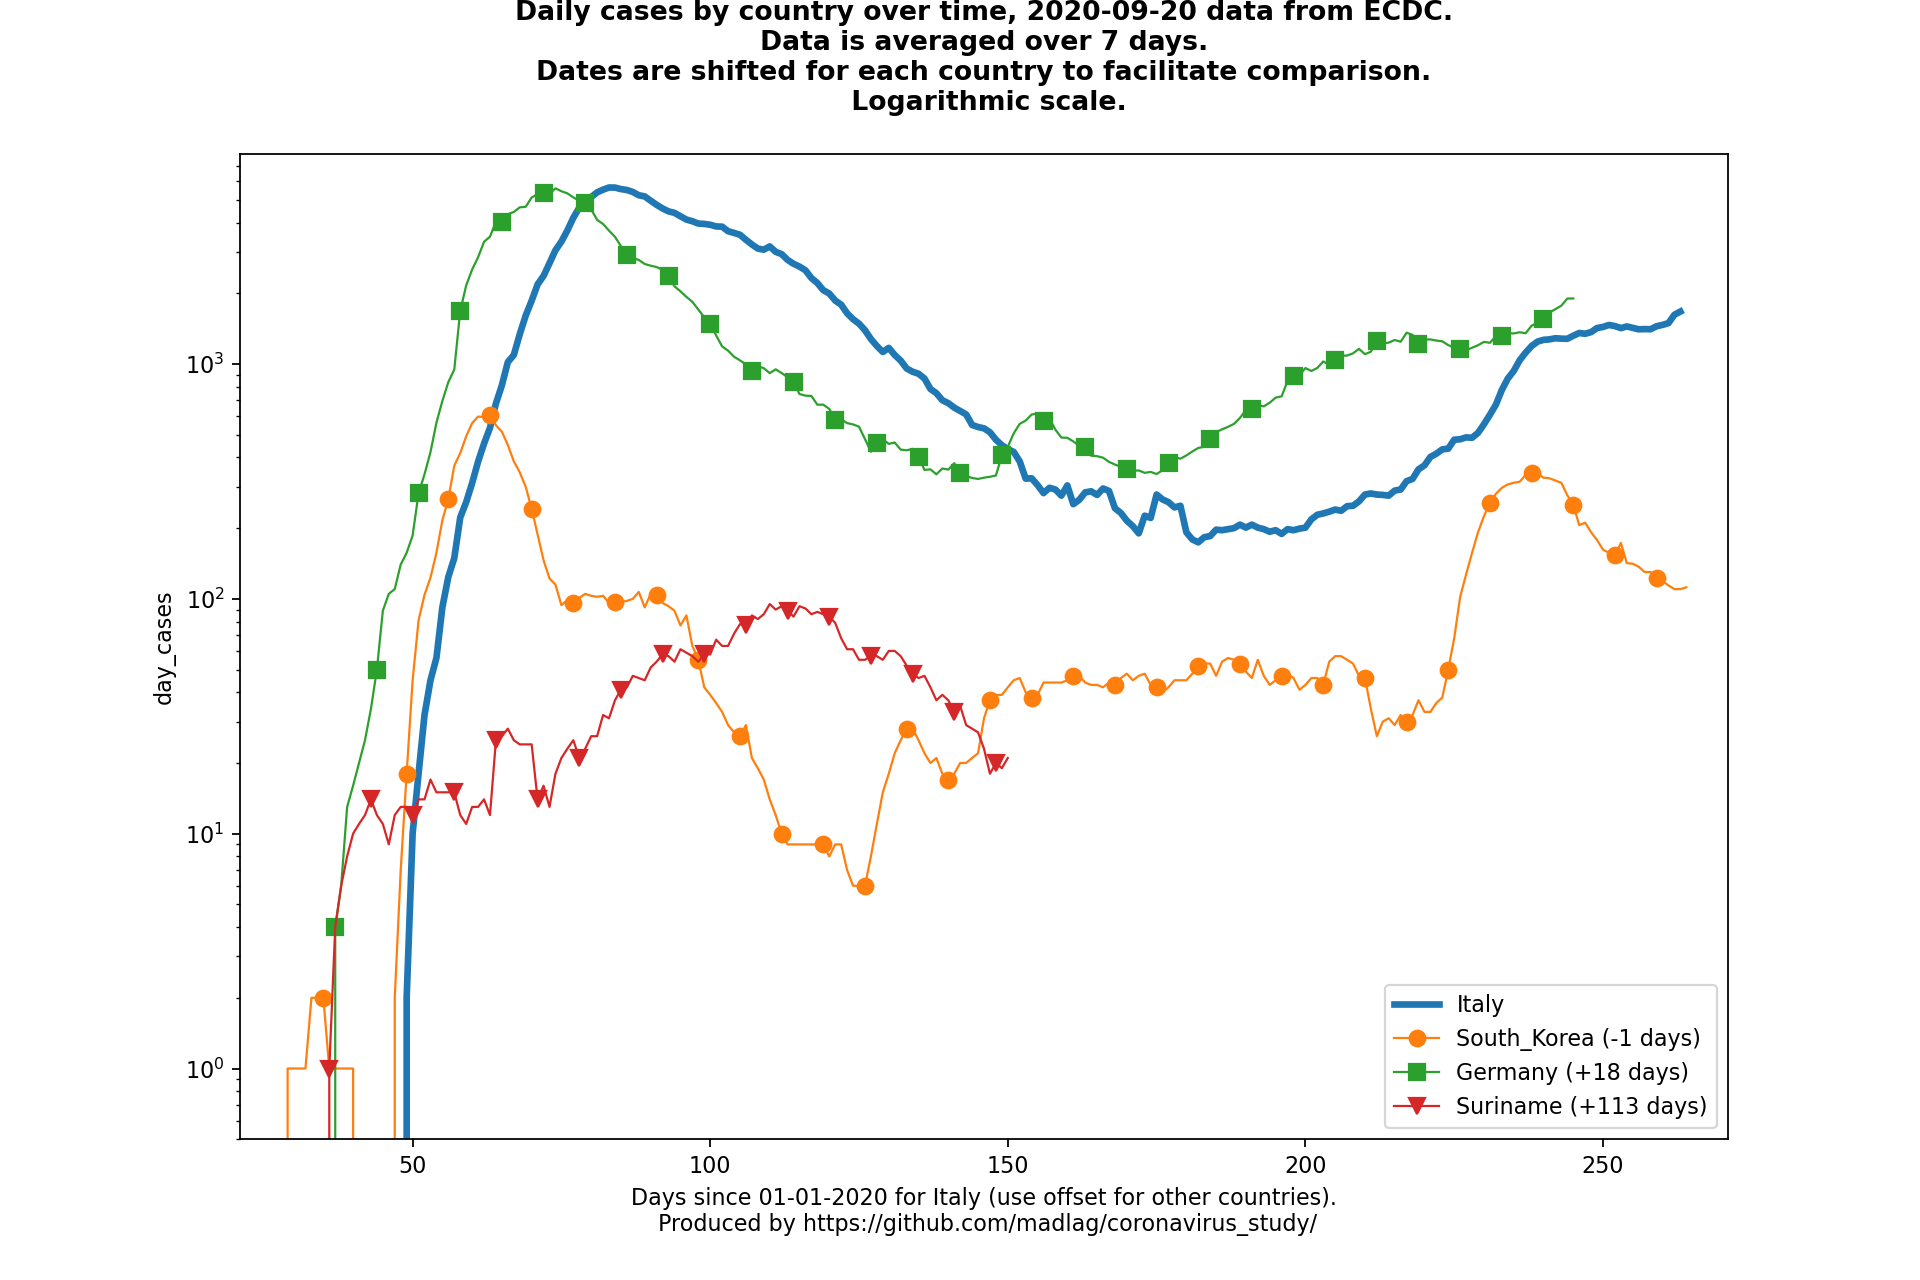 Daily cases by country over time, 2020-09-20 data from ECDC.
Data is averaged over 7 days.
Dates are shifted for each country to facilitate comparison.
Logarithmic scale.
day_cases
10³
10²
10¹
10⁰
50
100
150
200
250
Italy
South_Korea (-1 days)
Germany (+18 days)
Suriname (+113 days)
Days since 01-01-2020 for Italy (use offset for other countries).
Produced by https://github.com/madlag/coronavirus_study/